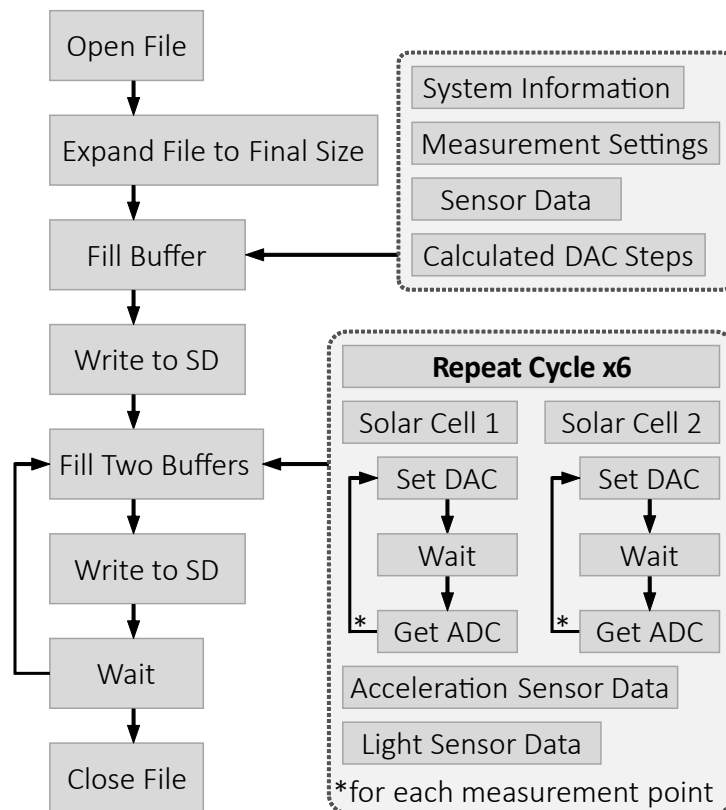 Open File
Expand File to Final Size
Fill Buffer
Write to SD
Fill Two Buffers
Write to SD
Wait
Close File
System Information
Measurement Settings
Sensor Data
Calculated DAC Steps
Repeat Cycle x6
Solar Cell 1
Set DAC
Wait
* Get ADC
Solar Cell 2
Set DAC
Wait
* Get ADC
Acceleration Sensor Data
Light Sensor Data
*for each measurement point